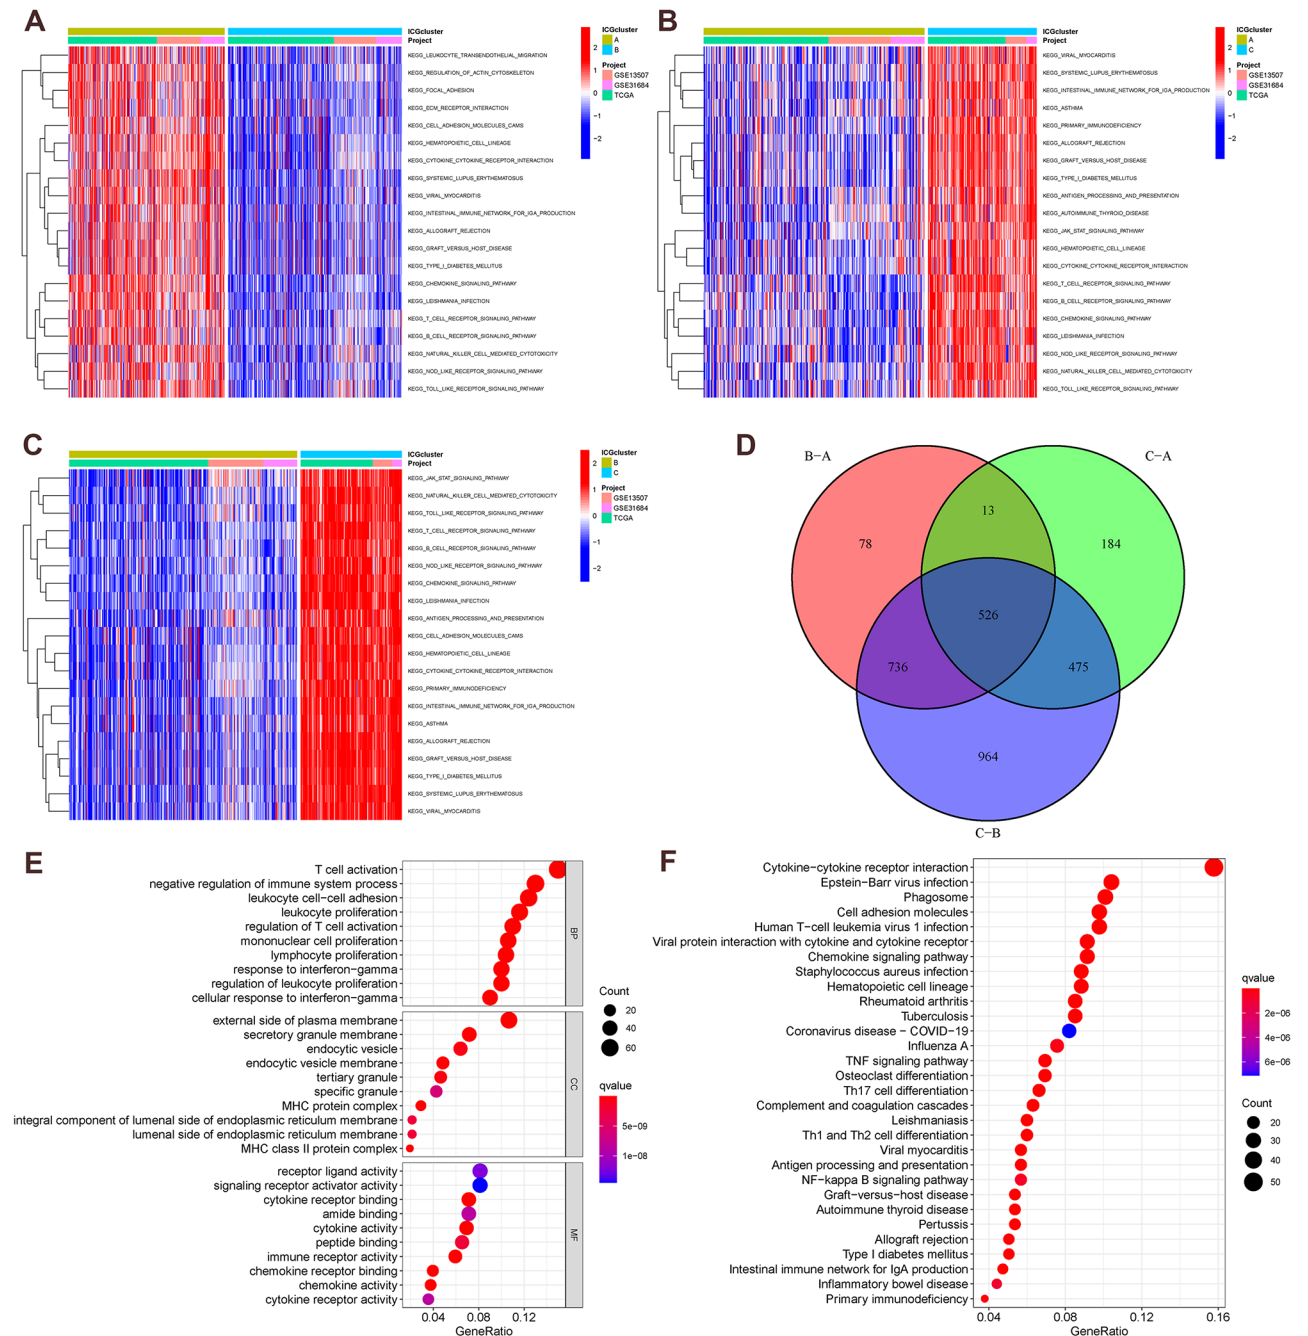 A
ICGcluster
Project
KEGG_LEUKOCYTE_TRANSENDOTHELIAL_MIGRATION
KEGG_REGULATION_OF_ACTIN_CYTOSKELETON
KEGG_FOCAL_ADHESION
KEGG_ECM_RECEPTOR_INTERACTION
KEGG_CELL_ADHESION_MOLECULES_CAMS
KEGG_HEMATOPOIETIC_CELL_LINEAGE
KEGG_CYTOKINE_CYTOKINE_RECEPTOR_INTERACTION
KEGG_SYSTEMIC_LUPUS_ERYTHEMATOSUS
KEGG_VIRAL_MYOCARDITIS
KEGG_INTESTINAL_IMMUNE_NETWORK_FOR_IGA_PRODUCTION
KEGG_ALLOGRAFT_REJECTION
KEGG_GRAFT_VERSUS_HOST_DISEASE
KEGG_TYPE_I_DIABETES_MELLITUS
KEGG_CHEMOKINE_SIGNALING_PATHWAY
KEGG_LEISHMANIA_INFECTION
KEGG_T_CELL_RECEPTOR_SIGNALING_PATHWAY
KEGG_B_CELL_RECEPTOR_SIGNALING_PATHWAY
KEGG_NATURAL_KILLER_CELL_MEDIATED_CYTOTOXICITY
KEGG_NOD_LIKE_RECEPTOR_SIGNALING_PATHWAY
KEGG_TOLL_LIKE_RECEPTOR_SIGNALING_PATHWAY
2
1
0
−1
−2
ICGcluster
A
B
Project
GSE13507
GSE31684
TCGA
B
ICGcluster
Project
KEGG_VIRAL_MYOCARDITIS
KEGG_SYSTEMIC_LUPUS_ERYTHEMATOSUS
KEGG_INTESTINAL_IMMUNE_NETWORK_FOR_IGA_PRODUCTION
KEGG_ASTHMA
KEGG_PRIMARY_IMMUNODEFICIENCY
KEGG_ALLOGRAFT_REJECTION
KEGG_GRAFT_VERSUS_HOST_DISEASE
KEGG_TYPE_I_DIABETES_MELLITUS
KEGG_ANTIGEN_PROCESSING_AND_PRESENTATION
KEGG_AUTOIMMUNE_THYROID_DISEASE
KEGG_JAK_STAT_SIGNALING_PATHWAY
KEGG_HEMATOPOIETIC_CELL_LINEAGE
KEGG_CYTOKINE_CYTOKINE_RECEPTOR_INTERACTION
KEGG_T_CELL_RECEPTOR_SIGNALING_PATHWAY
KEGG_B_CELL_RECEPTOR_SIGNALING_PATHWAY
KEGG_CHEMOKINE_SIGNALING_PATHWAY
KEGG_LEISHMANIA_INFECTION
KEGG_NOD_LIKE_RECEPTOR_SIGNALING_PATHWAY
KEGG_NATURAL_KILLER_CELL_MEDIATED_CYTOTOXICITY
KEGG_TOLL_LIKE_RECEPTOR_SIGNALING_PATHWAY
2
1
0
−1
−2
ICGcluster
A
C
Project
GSE13507
GSE31684
TCGA
C
ICGcluster
Project
KEGG_JAK_STAT_SIGNALING_PATHWAY
KEGG_NATURAL_KILLER_CELL_MEDIATED_CYTOTOXICITY
KEGG_TOLL_LIKE_RECEPTOR_SIGNALING_PATHWAY
KEGG_T_CELL_RECEPTOR_SIGNALING_PATHWAY
KEGG_B_CELL_RECEPTOR_SIGNALING_PATHWAY
KEGG_NOD_LIKE_RECEPTOR_SIGNALING_PATHWAY
KEGG_CHEMOKINE_SIGNALING_PATHWAY
KEGG_LEISHMANIA_INFECTION
KEGG_ANTIGEN_PROCESSING_AND_PRESENTATION
KEGG_CELL_ADHESION_MOLECULES_CAMS
KEGG_HEMATOPOIETIC_CELL_LINEAGE
KEGG_CYTOKINE_CYTOKINE_RECEPTOR_INTERACTION
KEGG_PRIMARY_IMMUNODEFICIENCY
KEGG_INTESTINAL_IMMUNE_NETWORK_FOR_IGA_PRODUCTION
KEGG_ASTHMA
KEGG_ALLOGRAFT_REJECTION
KEGG_GRAFT_VERSUS_HOST_DISEASE
KEGG_TYPE_I_DIABETES_MELLITUS
KEGG_SYSTEMIC_LUPUS_ERYTHEMATOSUS
KEGG_VIRAL_MYOCARDITIS
2
1
0
−1
−2
ICGcluster
B
C
Project
GSE13507
GSE31684
TCGA
D
B−A
C−A
13
78
184
526
736
475
964
C−B
E
T cell activation
negative regulation of immune system process
leukocyte cell−cell adhesion
leukocyte proliferation
regulation of T cell activation
mononuclear cell proliferation
lymphocyte proliferation
response to interferon−gamma
regulation of leukocyte proliferation
cellular response to interferon−gamma
BP
external side of plasma membrane
secretory granule membrane
endocytic vesicle
endocytic vesicle membrane
tertiary granule
specific granule
MHC protein complex
integral component of lumenal side of endoplasmic reticulum membrane
lumenal side of endoplasmic reticulum membrane
MHC class II protein complex
CC
receptor ligand activity
signaling receptor activator activity
cytokine receptor binding
amide binding
cytokine activity
peptide binding
immune receptor activity
chemokine receptor binding
chemokine activity
cytokine receptor activity
MF
0.04 0.08 0.12
GeneRatio
Count
20
40
60
qvalue
5e−09
1e−08
F
Cytokine−cytokine receptor interaction
Epstein−Barr virus infection
Phagosome
Cell adhesion molecules
Human T−cell leukemia virus 1 infection
Viral protein interaction with cytokine and cytokine receptor
Chemokine signaling pathway
Staphylococcus aureus infection
Hematopoietic cell lineage
Rheumatoid arthritis
Tuberculosis
Coronavirus disease − COVID−19
Influenza A
TNF signaling pathway
Osteoclast differentiation
Th17 cell differentiation
Complement and coagulation cascades
Leishmaniasis
Th1 and Th2 cell differentiation
Viral myocarditis
Antigen processing and presentation
NF−kappa B signaling pathway
Graft−versus−host disease
Autoimmune thyroid disease
Pertussis
Allograft rejection
Type I diabetes mellitus
Intestinal immune network for IgA production
Inflammatory bowel disease
Primary immunodeficiency
0.04 0.08 0.12 0.16
GeneRatio
qvalue
2e−06
4e−06
6e−06
Count
20
30
40
50